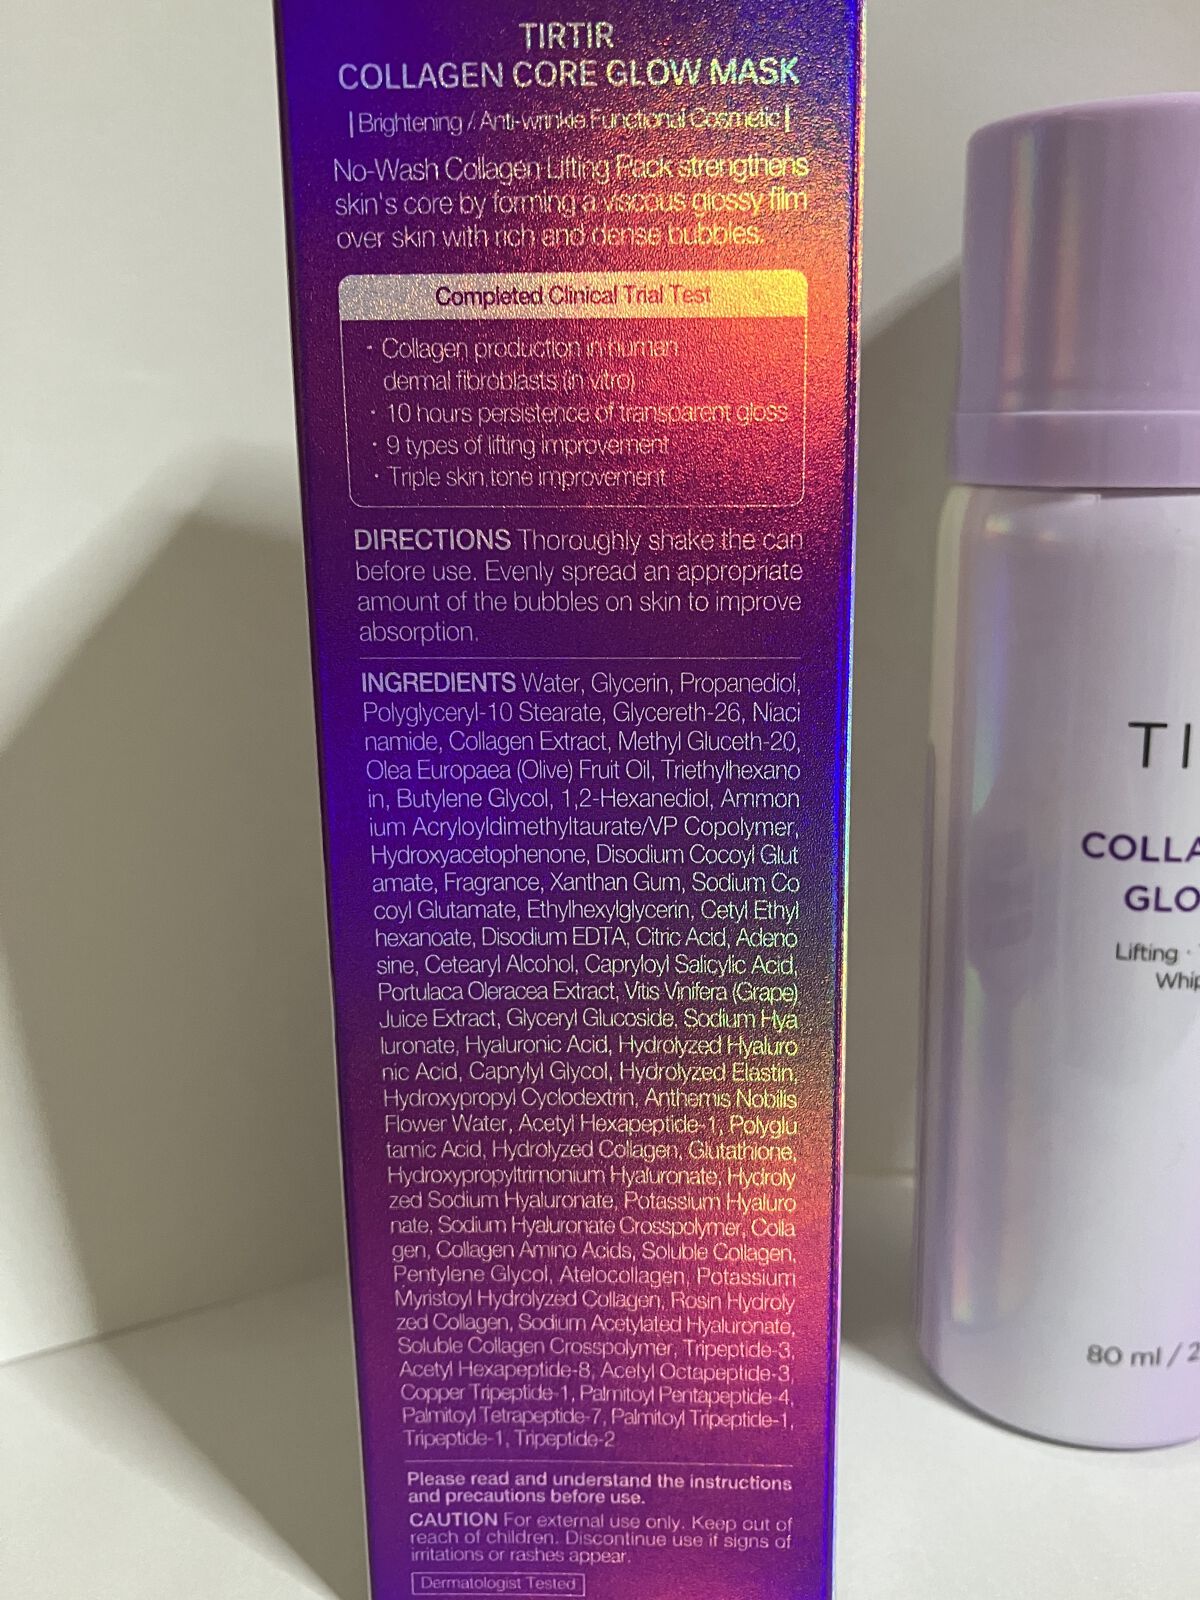 TIRTIR
COLLAGEN CORE GLOW MASK
| Brightening / Anti-wrinkle Functional Cosmetic |
No-Wash Collagen Lifting Pack strengthens
skin's core by forming a viscous glossy film
over skin with rich and dense bubbles.
Completed Clinical Trial Test
· Collagen production in human
dermal fibroblasts (in vitro)
· 10 hours persistence of transparent gloss
· 9 types of lifting improvement
· Triple skin tone improvement
DIRECTIONS Thoroughly shake the can
before use. Evenly spread an appropriate
amount of the bubbles on skin to improve
absorption.
INGREDIENTS Water, Glycerin, Propanediol,
Polyglyceryl-10 Stearate, Glycereth-26, Niaci
namide, Collagen Extract, Methyl Gluceth-20,
Olea Europaea (Olive) Fruit Oil, Triethylhexano
in, Butylene Glycol, 1,2-Hexanediol, Ammon
ium Acryloyldimethyltaurate/VP Copolymer,
Hydroxyacetophenone, Disodium Cocoyl Glut
amate, Fragrance, Xanthan Gum, Sodium Co
coyl Glutamate, Ethylhexylglycerin, Cetyl Ethyl
hexanoate, Disodium EDTA, Citric Acid, Adeno
sine, Cetearyl Alcohol, Capryloyl Salicylic Acid,
Portulaca Oleracea Extract, Vitis Vinifera (Grape)
Juice Extract, Glyceryl Glucoside, Sodium Hya
luronate, Hyaluronic Acid, Hydrolyzed Hyaluro
nic Acid, Caprylyl Glycol, Hydrolyzed Elastin,
Hydroxypropyl Cyclodextrin, Anthemis Nobilis
Flower Water, Acetyl Hexapeptide-1, Polyglu
tamic Acid, Hydrolyzed Collagen, Glutathione,
Hydroxypropyltrimonium Hyaluronate, Hydroly
zed Sodium Hyaluronate, Potassium Hyaluro
nate, Sodium Hyaluronate Crosspolymer, Colla
gen, Collagen Amino Acids, Soluble Collagen,
Pentylene Glycol, Atelocollagen, Potassium
Myristoyl Hydrolyzed Collagen, Rosin Hydroly
zed Collagen, Sodium Acetylated Hyaluronate,
Soluble Collagen Crosspolymer, Tripeptide-3,
Acetyl Hexapeptide-8, Acetyl Octapeptide-3,
Copper Tripeptide-1, Palmitoyl Pentapeptide-4,
Palmitoyl Tetrapeptide-7, Palmitoyl Tripeptide-1,
Tripeptide-1, Tripeptide-2
Please read and understand the instructions
and precautions before use.
CAUTION For external use only. Keep out of
reach of children. Discontinue use if signs of
irritations or rashes appear.
Dermatologist Tested
TI
COLLA
GLO
Lifting ·
Whip
80 ml / 2